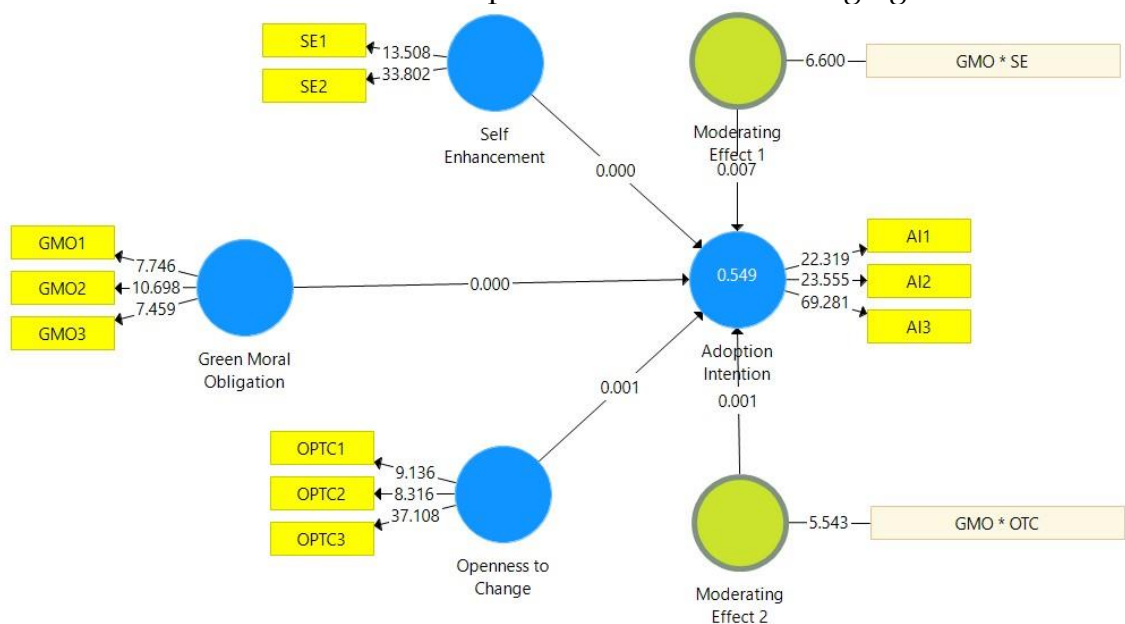 SE1
13.508
SE2
33.802
Self
Enhancement
6.600
GMO * SE
Moderating
Effect 1
0.007
0.000
GMO1
7.746
GMO2
10.698
GMO3
7.459
Green Moral
Obligation
0.000
0.549
Adoption
Intention
22.319
AI1
23.555
AI2
69.281
AI3
0.001
0.001
OPTC1
9.136
OPTC2
8.316
OPTC3
37.108
Openness to
Change
5.543
GMO * OTC
Moderating
Effect 2